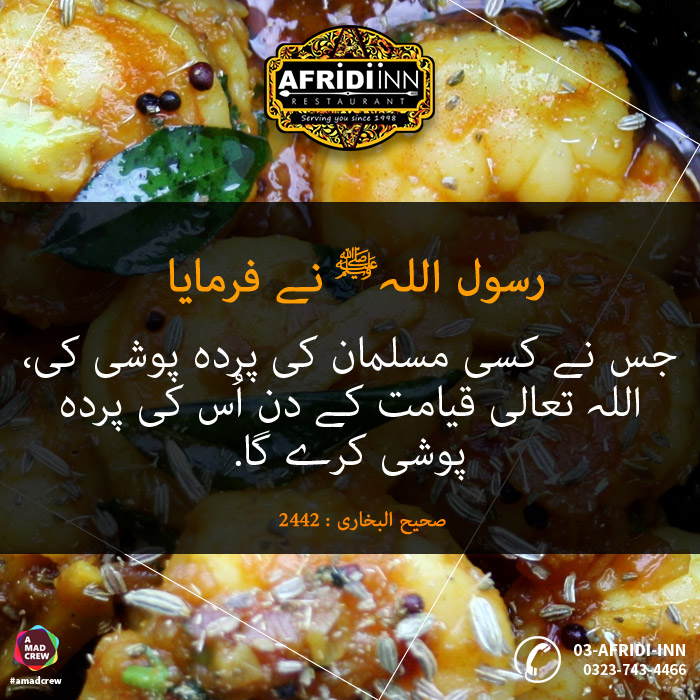 AFRIDI INN
RESTAURANT
Serving you since 1998
رسول اللہ ﷺ نے فرمایا
جس نے کسی مسلمان کی پردہ پوشی کی،
اللہ تعالی قیامت کے دن اُس کی پردہ
پوشی کرے گا.
صحیح البخاری : 2442
A
MAD
CREW
#amadcrew
03-AFRIDI-INN
0323-743-4466